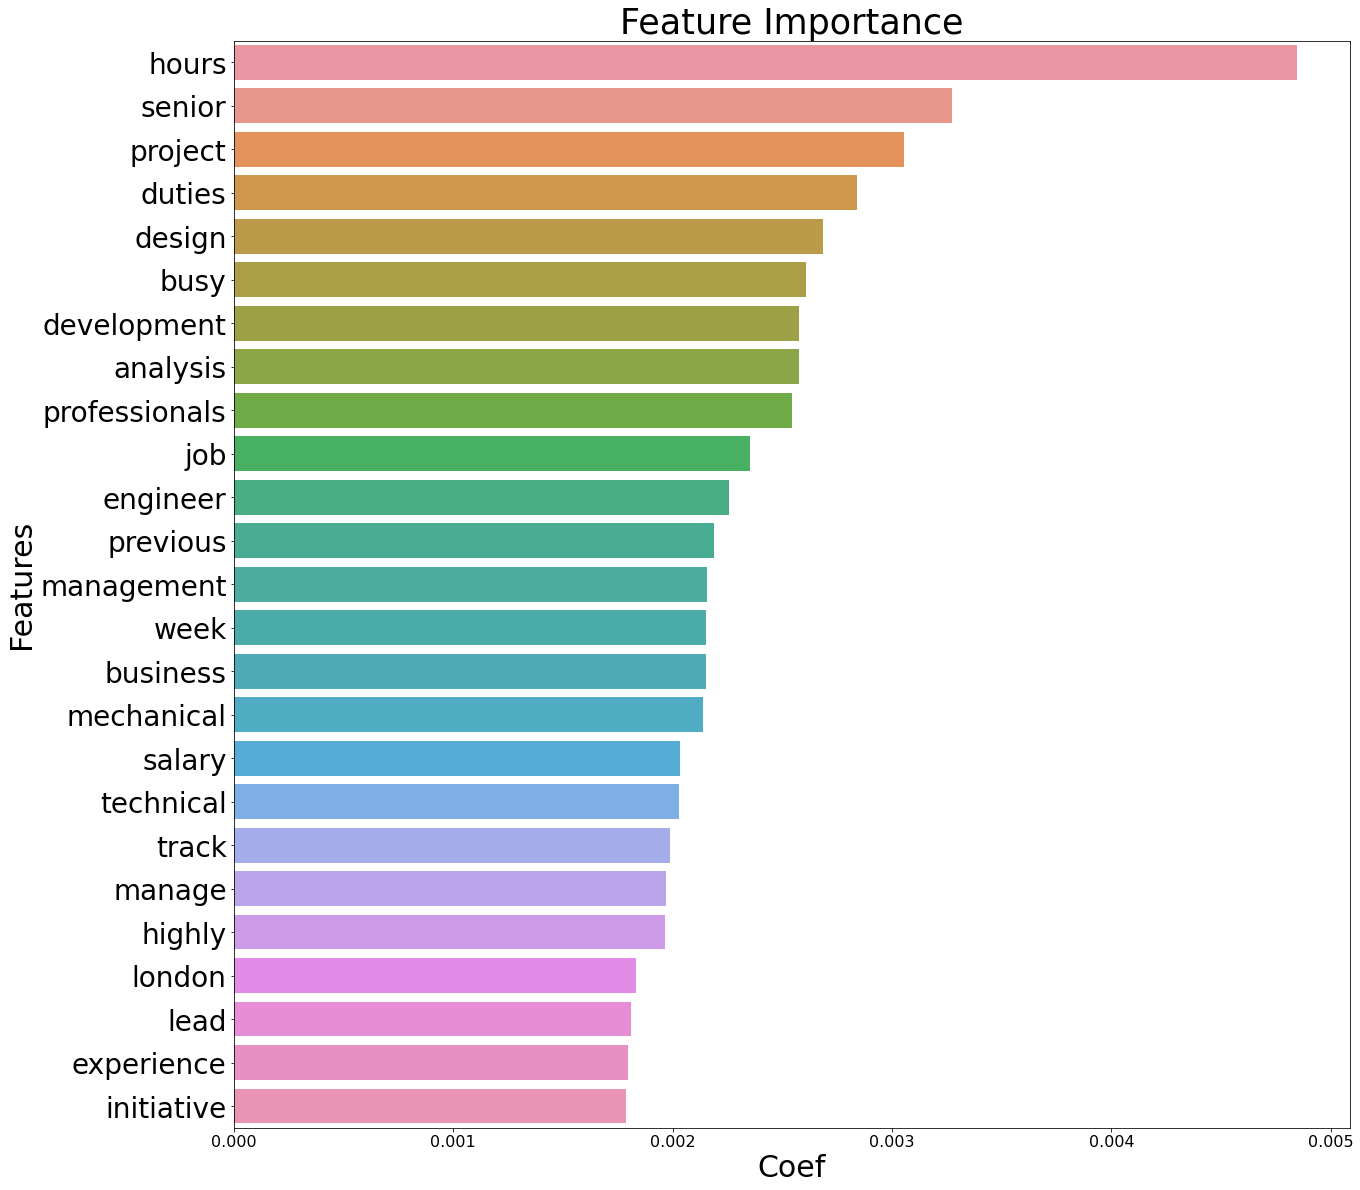 Feature Importance
hours
senior
project
duties
design
busy
development
analysis
professionals
job
engineer
previous
management
week
business
mechanical
salary
technical
track
manage
highly
london
lead
experience
initiative
Features
0.000 0.001 0.002 0.003 0.004 0.005
Coef